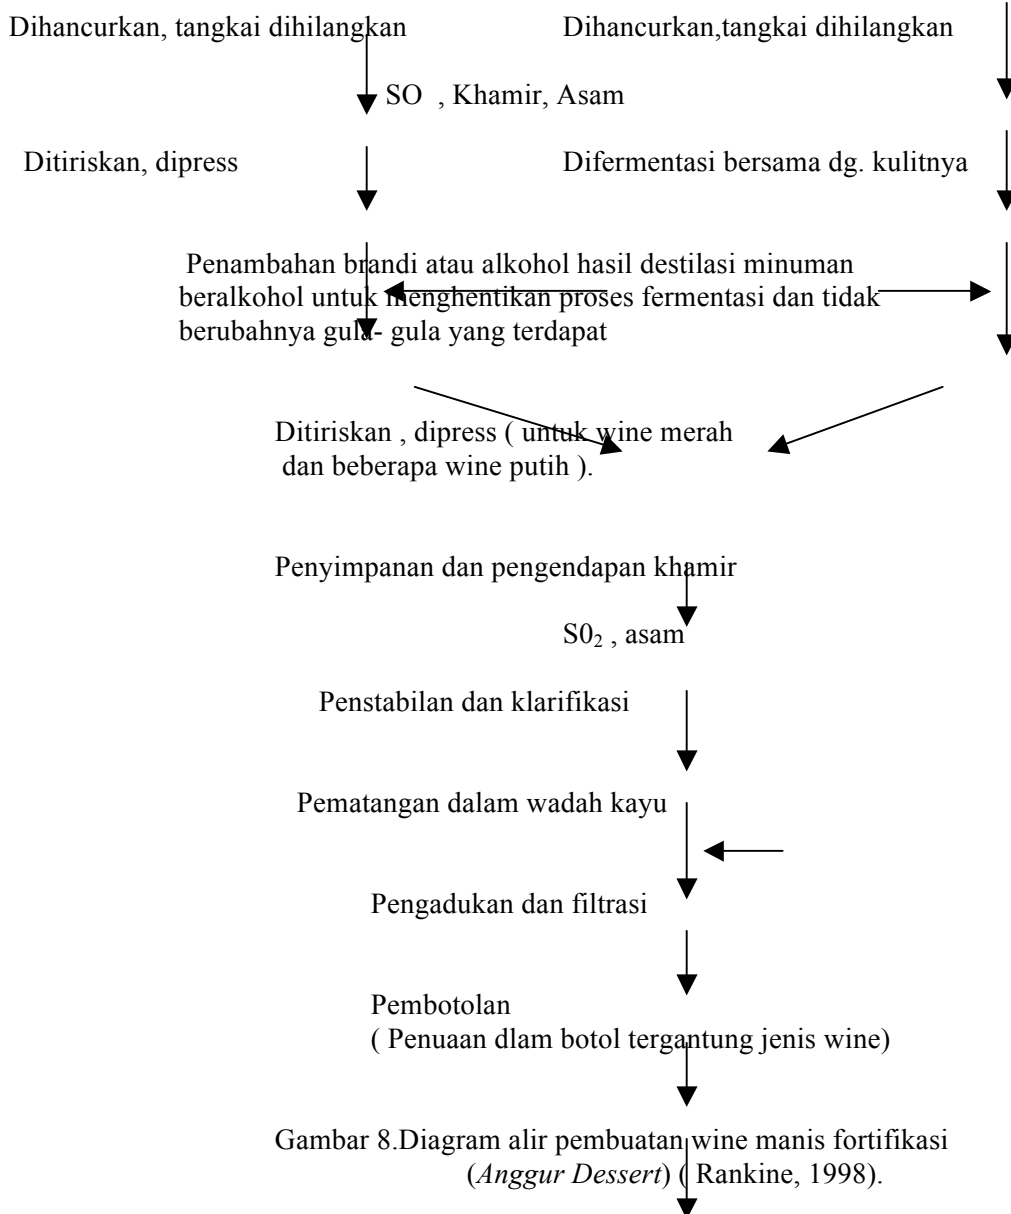 Dihancurkan, tangkai dihilangkan
Dihancurkan,tangkai dihilangkan
SO , Khamir, Asam
Ditiriskan, dipress
Difermentasi bersama dg. kulitnya
Penambahan brandi atau alkohol hasil destilasi minuman
beralkohol untuk menghentikan proses fermentasi dan tidak
berubahnya gula- gula yang terdapat
Ditiriskan , dipress ( untuk wine merah
dan beberapa wine putih ).
Penyimpanan dan pengendapan khamir
S0₂ , asam
Penstabilan dan klarifikasi
Pematangan dalam wadah kayu
Pengadukan dan filtrasi
Pembotolan
( Penuaan dlam botol tergantung jenis wine)
Gambar 8.Diagram alir pembuatan wine manis fortifikasi
(Anggur Dessert) ( Rankine, 1998).